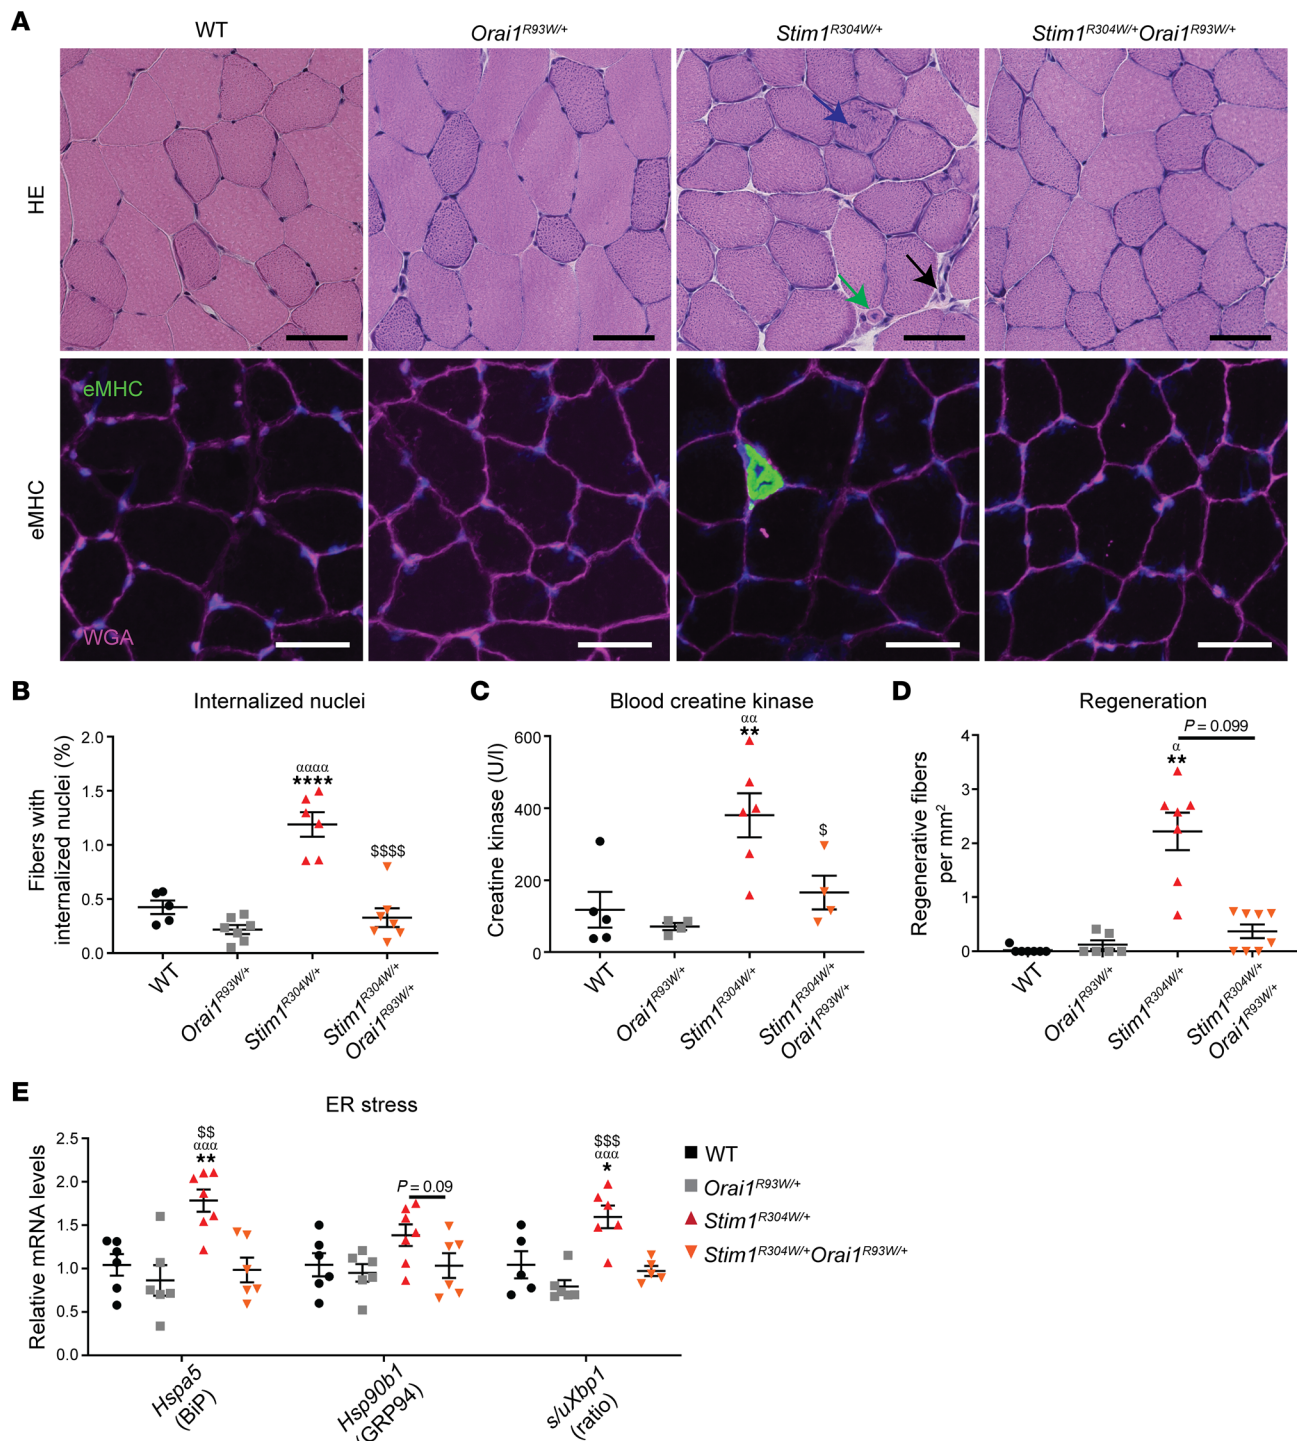 A
WT
Orai1R93W/+
Stim1R304W/+
Stim1R304W/+Orai1R93W/+
HE
eMHC
eMHC
WGA
B
Internalized nuclei
Fibers with
internalized nuclei (%)
2.0
1.5
1.0
0.5
0.0
αααα
****
$$$$
WT
Orai1R93W/+
Stim1R304W/+
Stim1R304W/+
Orai1R93W/+
C
Blood creatine kinase
Creatine kinase (U/l)
600
400
200
0
αα
**
$
WT
Orai1R93W/+
Stim1R304W/+
Stim1R304W/+
Orai1R93W/+
D
Regeneration
Regenerative fibers
per mm2
4
3
2
1
0
P = 0.099
α
**
WT
Orai1R93W/+
Stim1R304W/+
Stim1R304W/+
Orai1R93W/+
E
ER stress
Relative mRNA levels
2.5
2.0
1.5
1.0
0.5
0.0
$$
ααα
**
P = 0.09
$$$
ααα
*
Hspa5
(BiP)
Hsp90b1
(GRP94)
s/uXbp1
(ratio)
WT
Orai1R93W/+
Stim1R304W/+
Stim1R304W/+Orai1R93W/+